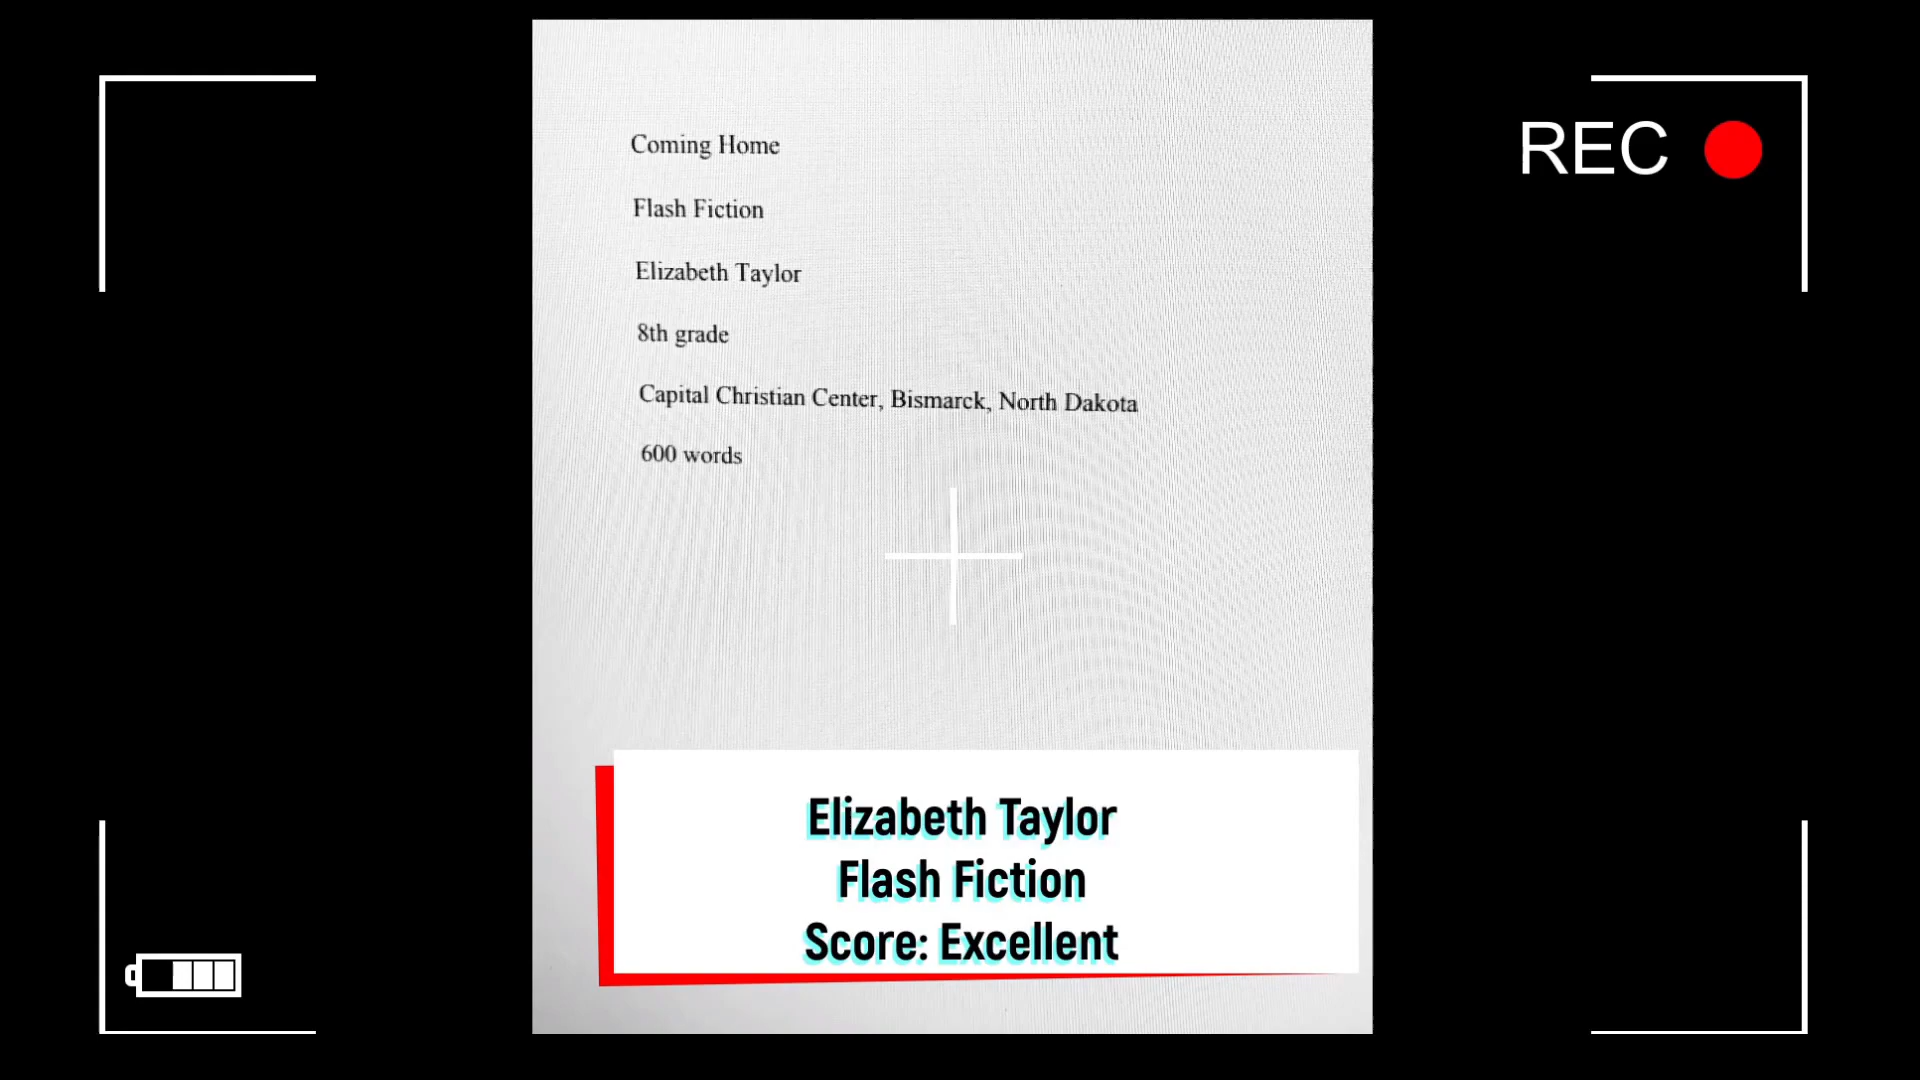 Coming Home
Flash Fiction
Elizabeth Taylor
8th grade
Capital Christian Center, Bismarck, North Dakota
600 words
REC
Elizabeth Taylor
Flash Fiction
Score: Excellent